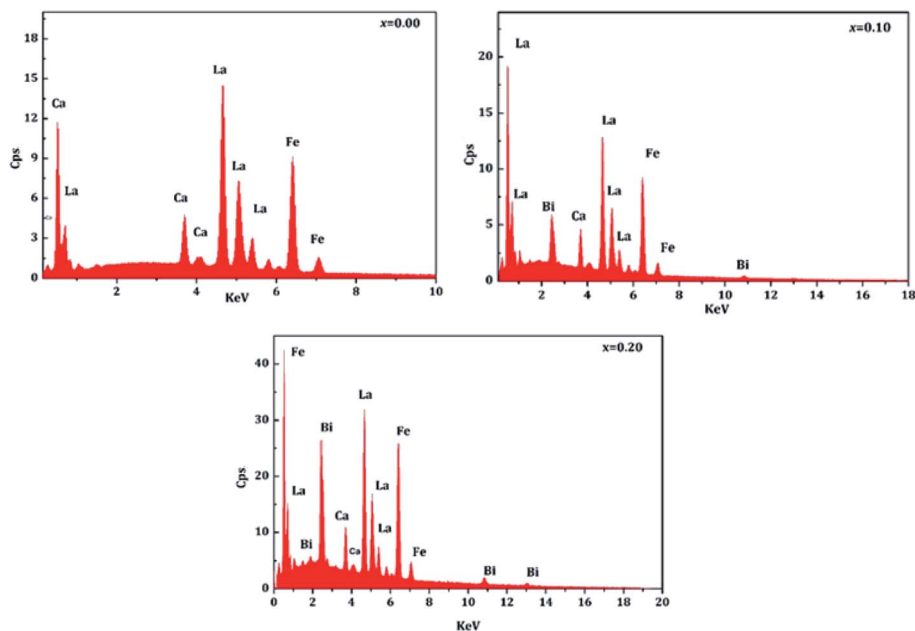 x=0.00
18
15
12
9
6
3
0
Cps
Ca
La
Ca
Ca
La
La
La
Fe
Fe
2
4
6
8
10
KeV
x=0.10
20
15
10
5
0
Cps
La
La
Bi
Ca
La
La
La
Fe
Fe
Bi
2
4
6
8
10
12
14
16
18
KeV
x=0.20
40
30
20
10
0
Cps
Fe
La
Bi
Bi
Ca
Ca
La
La
La
Fe
Fe
Bi
Bi
0
2
4
6
8
10
12
14
16
18
20
KeV